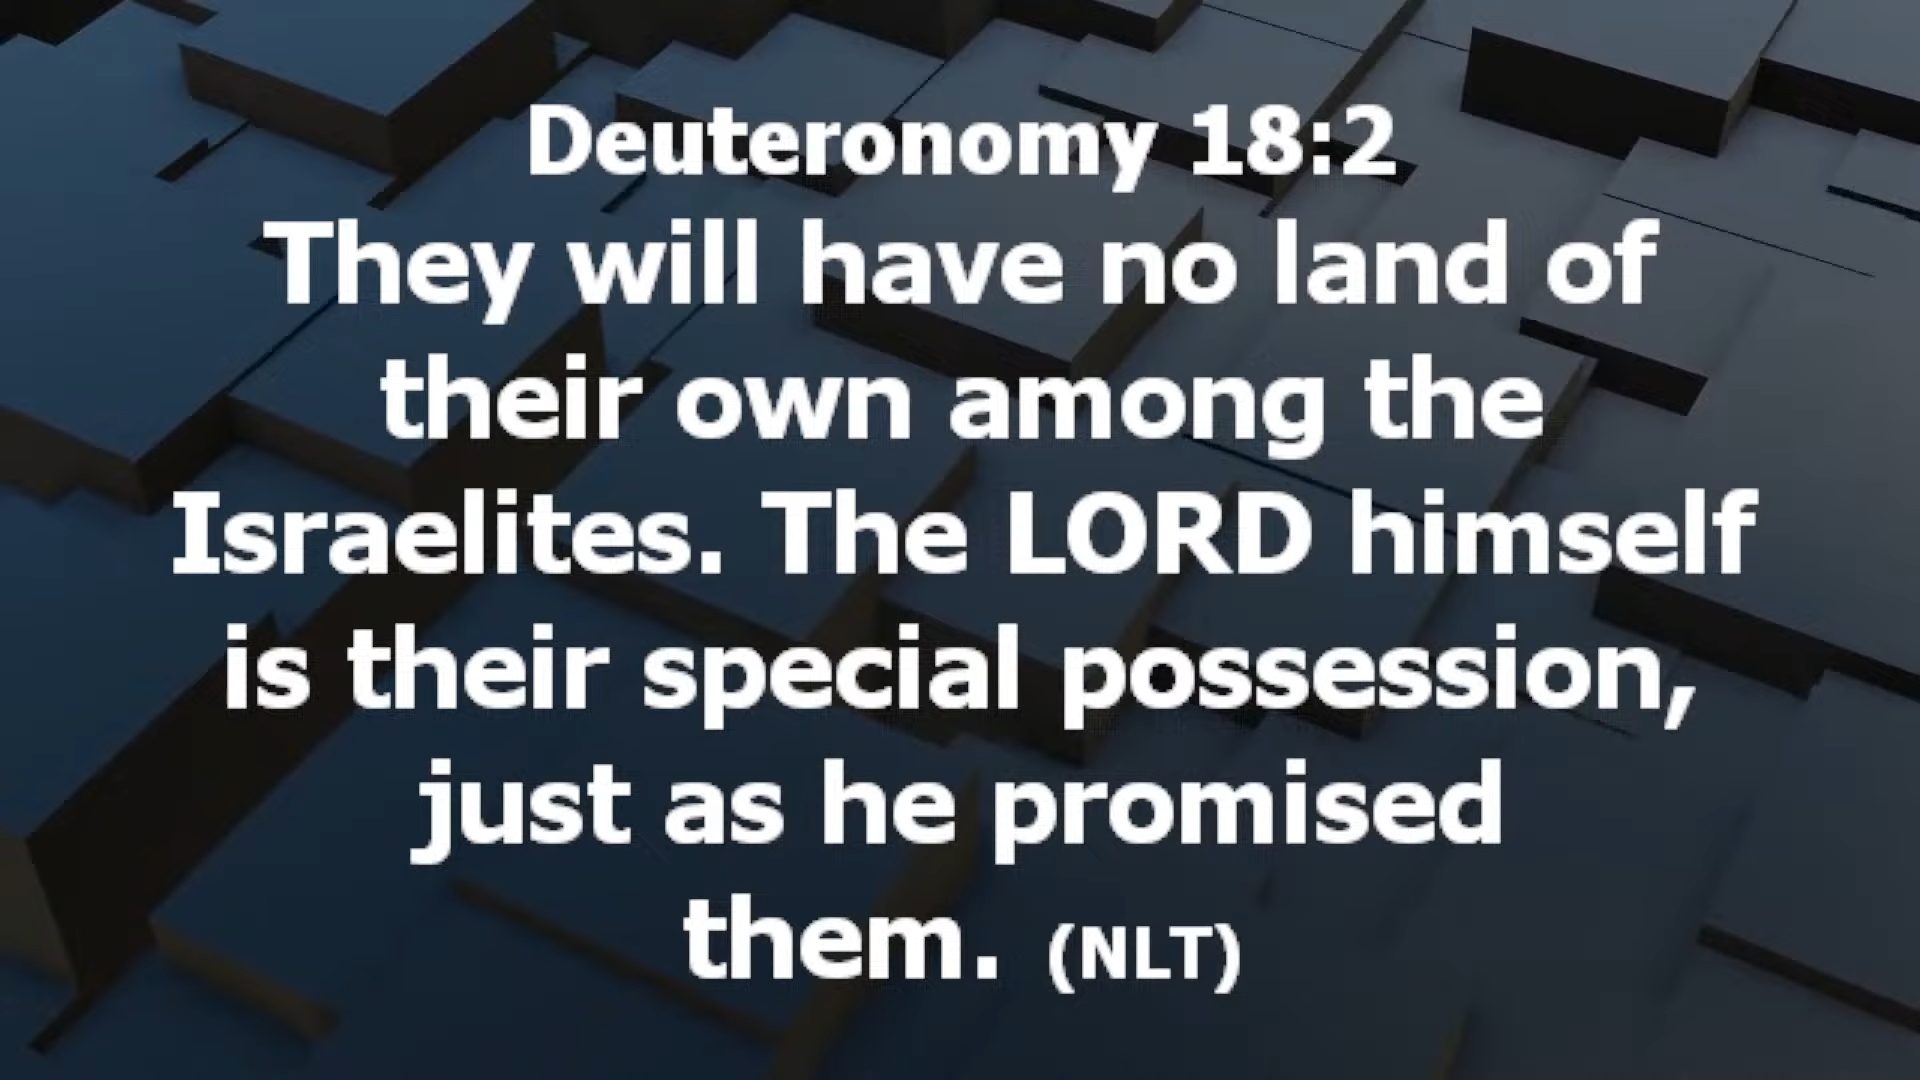 Deuteronomy 18:2
They will have no land of
their own among the
Israelites. The LORD himself
is their special possession,
just as he promised
them. (NLT)